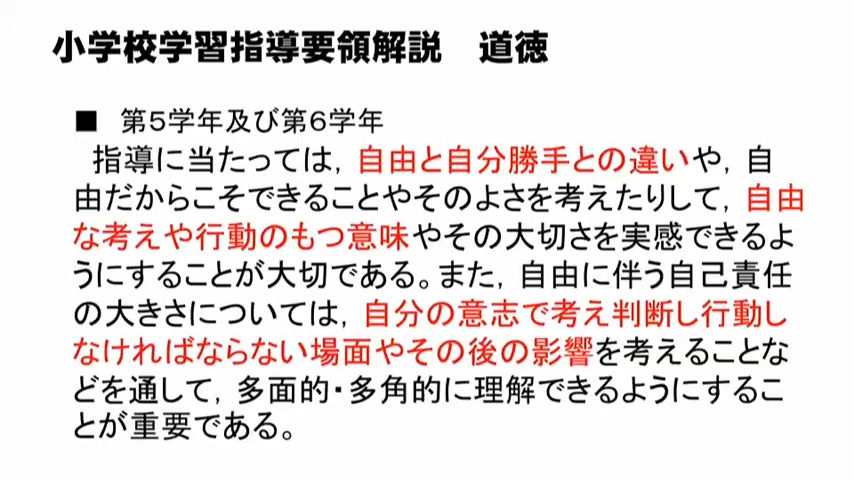 小学校学習指導要領解説　道徳
■　第５学年及び第６学年
　指導に当たっては，自由と自分勝手との違いや，自
由だからこそできることやそのよさを考えたりして，自由
な考えや行動のもつ意味やその大切さを実感できるよ
うにすることが大切である。また，自由に伴う自己責任
の大きさについては，自分の意志で考え判断し行動し
なければならない場面やその後の影響を考えることな
どを通して，多面的・多角的に理解できるようにするこ
とが重要である。